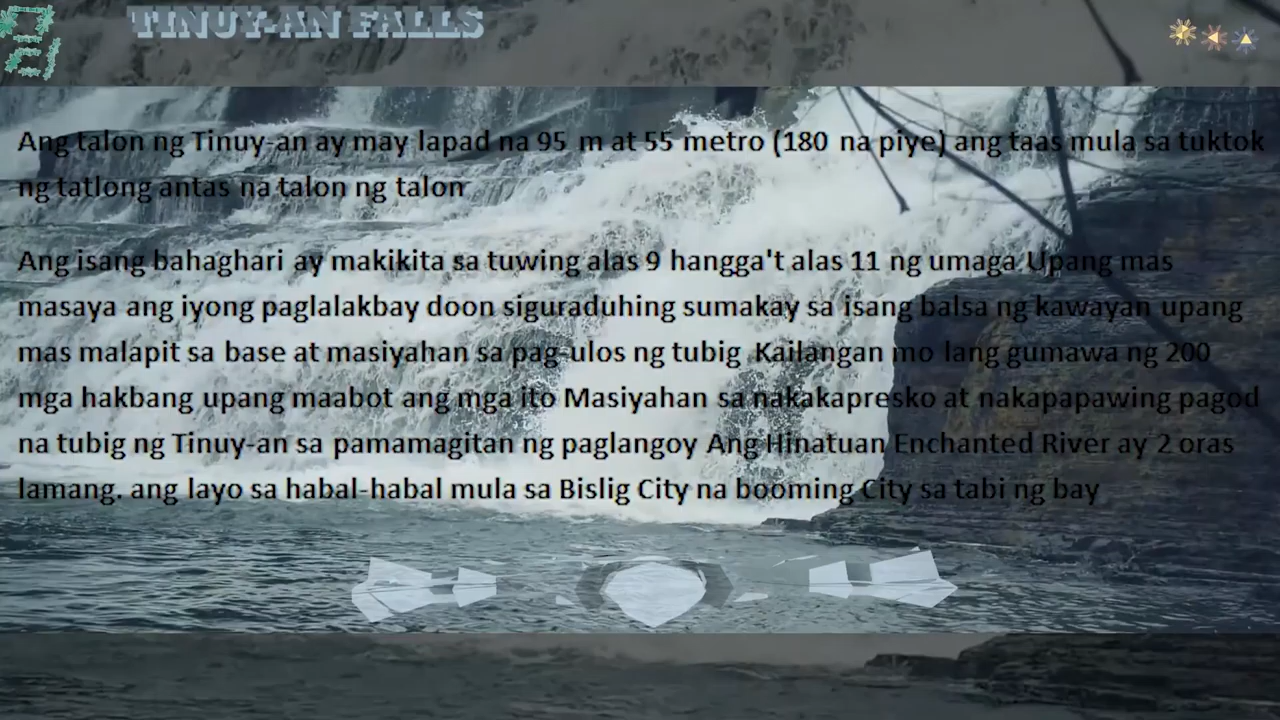 TINUY-AN FALLS
Ang talon ng Tinuy-an ay may lapad na 95 m at 55 metro (180 na piye) ang taas mula sa tuktok
ng tatlong antas na talon ng talon
Ang isang bahaghari ay makikita sa tuwing alas 9 hangga't alas 11 ng umaga Upang mas
masaya ang iyong paglalakbay doon siguraduhing sumakay sa isang balsa ng kawayan upang
mas malapit sa base at masiyahan sa pag-ulos ng tubig Kailangan mo lang gumawa ng 200
mga hakbang upang maabot ang mga ito Masiyahan sa nakakapresko at nakapapawing pagod
na tubig ng Tinuy-an sa pamamagitan ng paglangoy Ang Hinatuan Enchanted River ay 2 oras
lamang. ang layo sa habal-habal mula sa Bislig City na booming City sa tabi ng bay